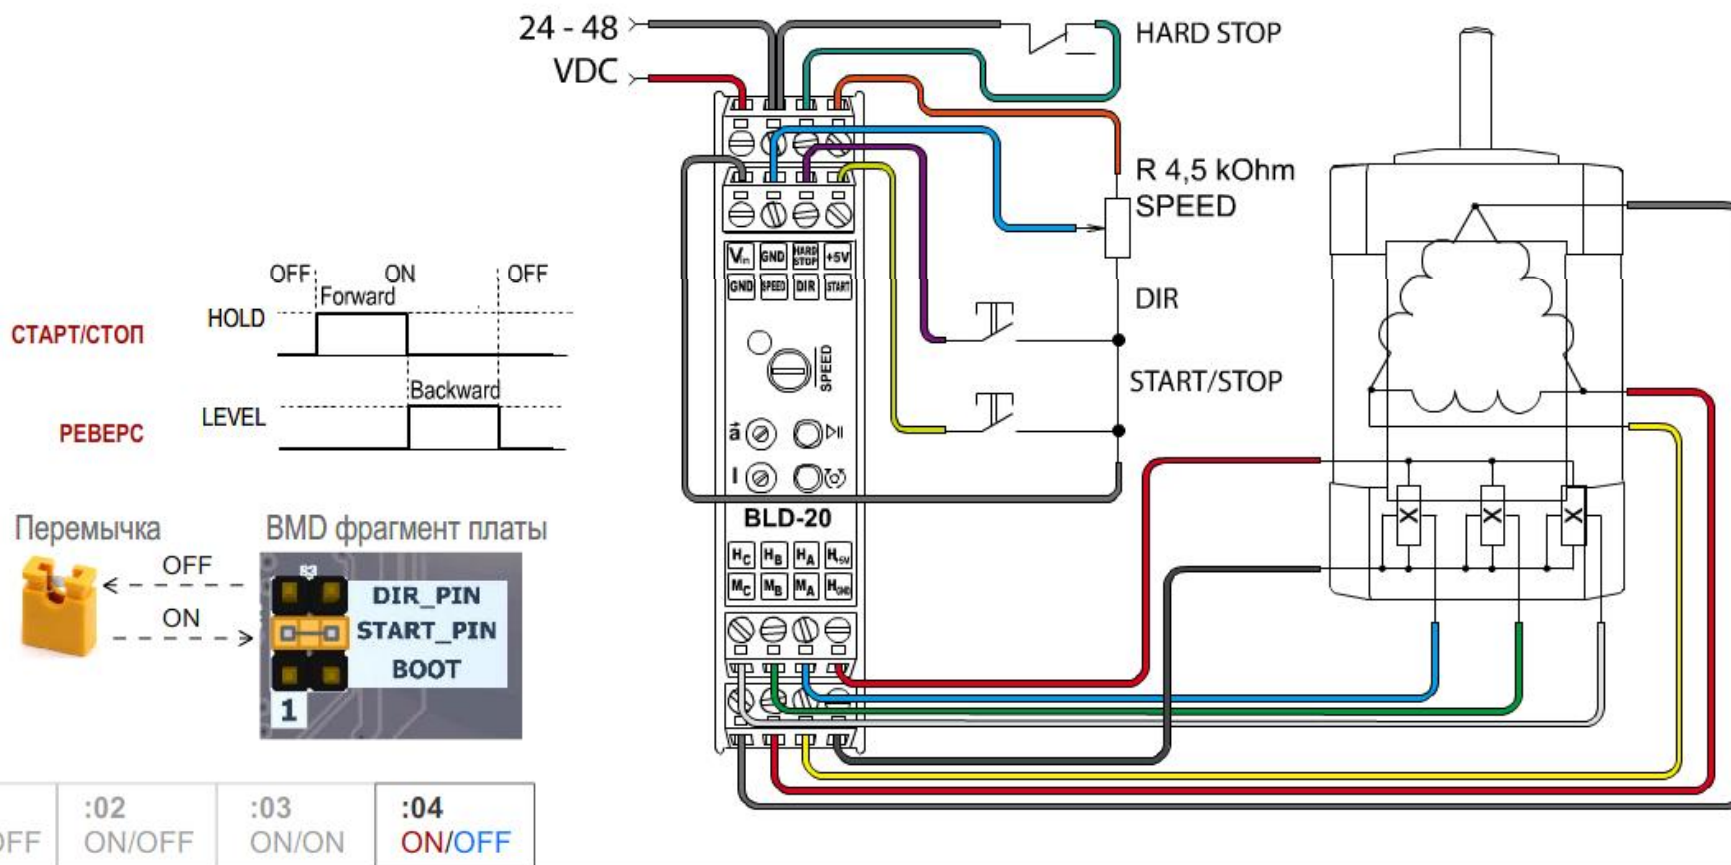 24 - 48
VDC
HARD STOP
R 4,5 kOhm
SPEED
DIR
START/STOP
Vin GND HARD STOP +5V
GND SPEED DIR START
SPEED
a
I
BLD-20
HC HB HA H+5V
MC MB MA HGND
OFF ON OFF
Forward
HOLD
СТАРТ/СТОП
Backward
LEVEL
РЕВЕРС
Перемычка
BMD фрагмент платы
OFF
ON
DIR_PIN
START_PIN
BOOT
1
:02 :03 :04
OFF ON/OFF ON/ON ON/OFF